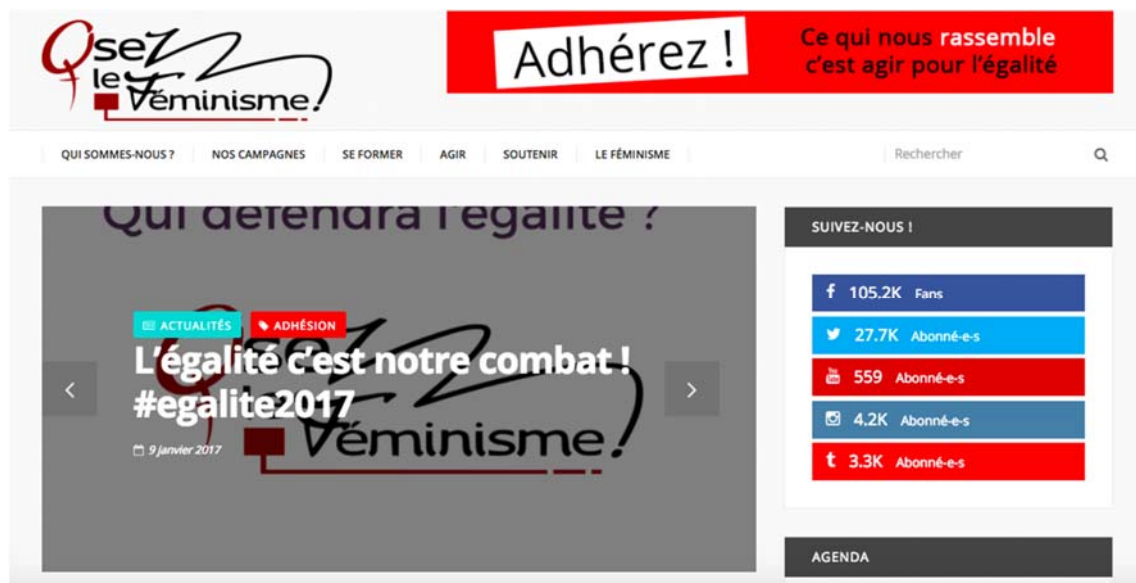 Osez
le
Féminisme!
Adhérez !
Ce qui nous rassemble
c'est agir pour l'égalité
QUI SOMMES-NOUS ?
NOS CAMPAGNES
SE FORMER
AGIR
SOUTENIR
LE FÉMINISME
Rechercher
Qui défendra l'égalité ?
Osez
le
Féminisme!
ACTUALITÉS
ADHÉSION
L'égalité c'est notre combat !
#egalite2017
9 janvier 2017
SUIVEZ-NOUS !
f 105.2K Fans
27.7K Abonné-e-s
You Tube 559 Abonné-e-s
4.2K Abonné-e-s
t 3.3K Abonné-e-s
AGENDA